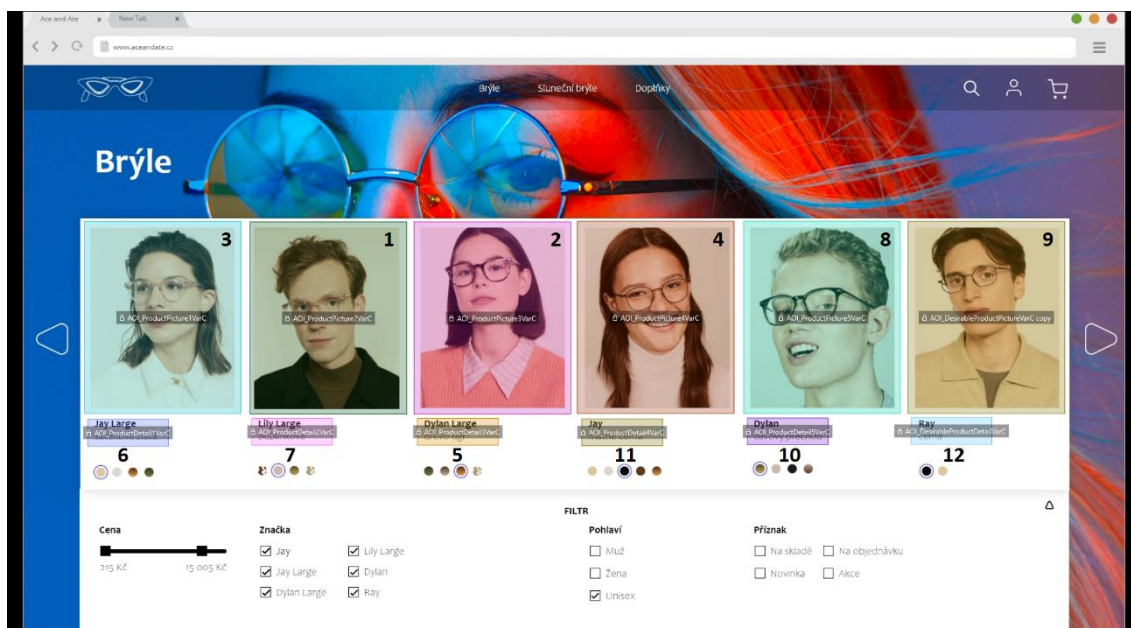 Ace and Ate x New Tab x
www.aceandate.cz
Brýle Sluneční brýle Doplňky
Brýle
3 1 2 4 8 9
AOI_ProductPicture1VarC AOI_ProductPicture2VarC AOI_ProductPicture3VarC AOI_ProductPicture4VarC AOI_ProductPicture5VarC AOI_DesirableProductPictureVarC copy
Jay Large Lily Large Dylan Large Jay Dylan Ray
AOI_ProductDetail1VarC AOI_ProductDetail2VarC AOI_ProductDetail3VarC AOI_ProductDetail4VarC AOI_ProductDetail5VarC AOI_DesirableProductDetailVarC
6 7 5 11 10 12
FILTR
Cena Značka Pohlaví Příznak
Jay Lily Large Muž Na skladě Na objednávku
215 Kč 15 005 Kč Jay Large Dylan Žena Novinka Akce
Dylan Large Ray Unisex